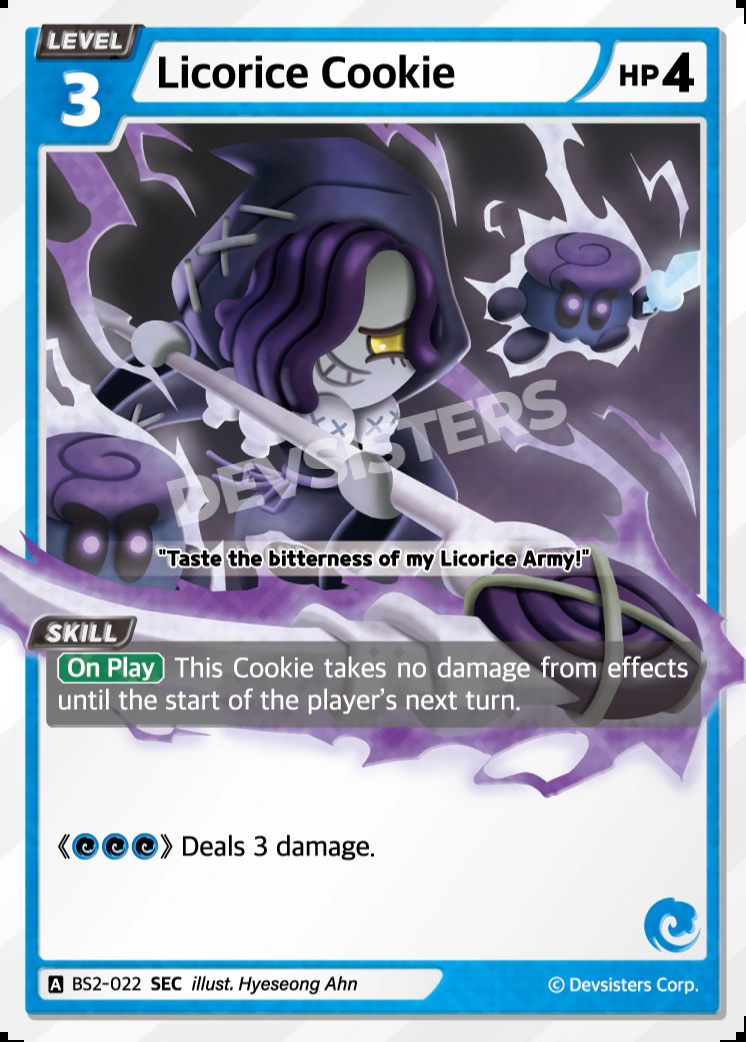 LEVEL
3
Licorice Cookie
HP 4
DEVSISTERS
"Taste the bitterness of my Licorice Army!"
SKILL
On Play This Cookie takes no damage from effects
until the start of the player's next turn.
《》 Deals 3 damage.
A BS2-022 SEC illust. Hyeseong Ahn
© Devsisters Corp.